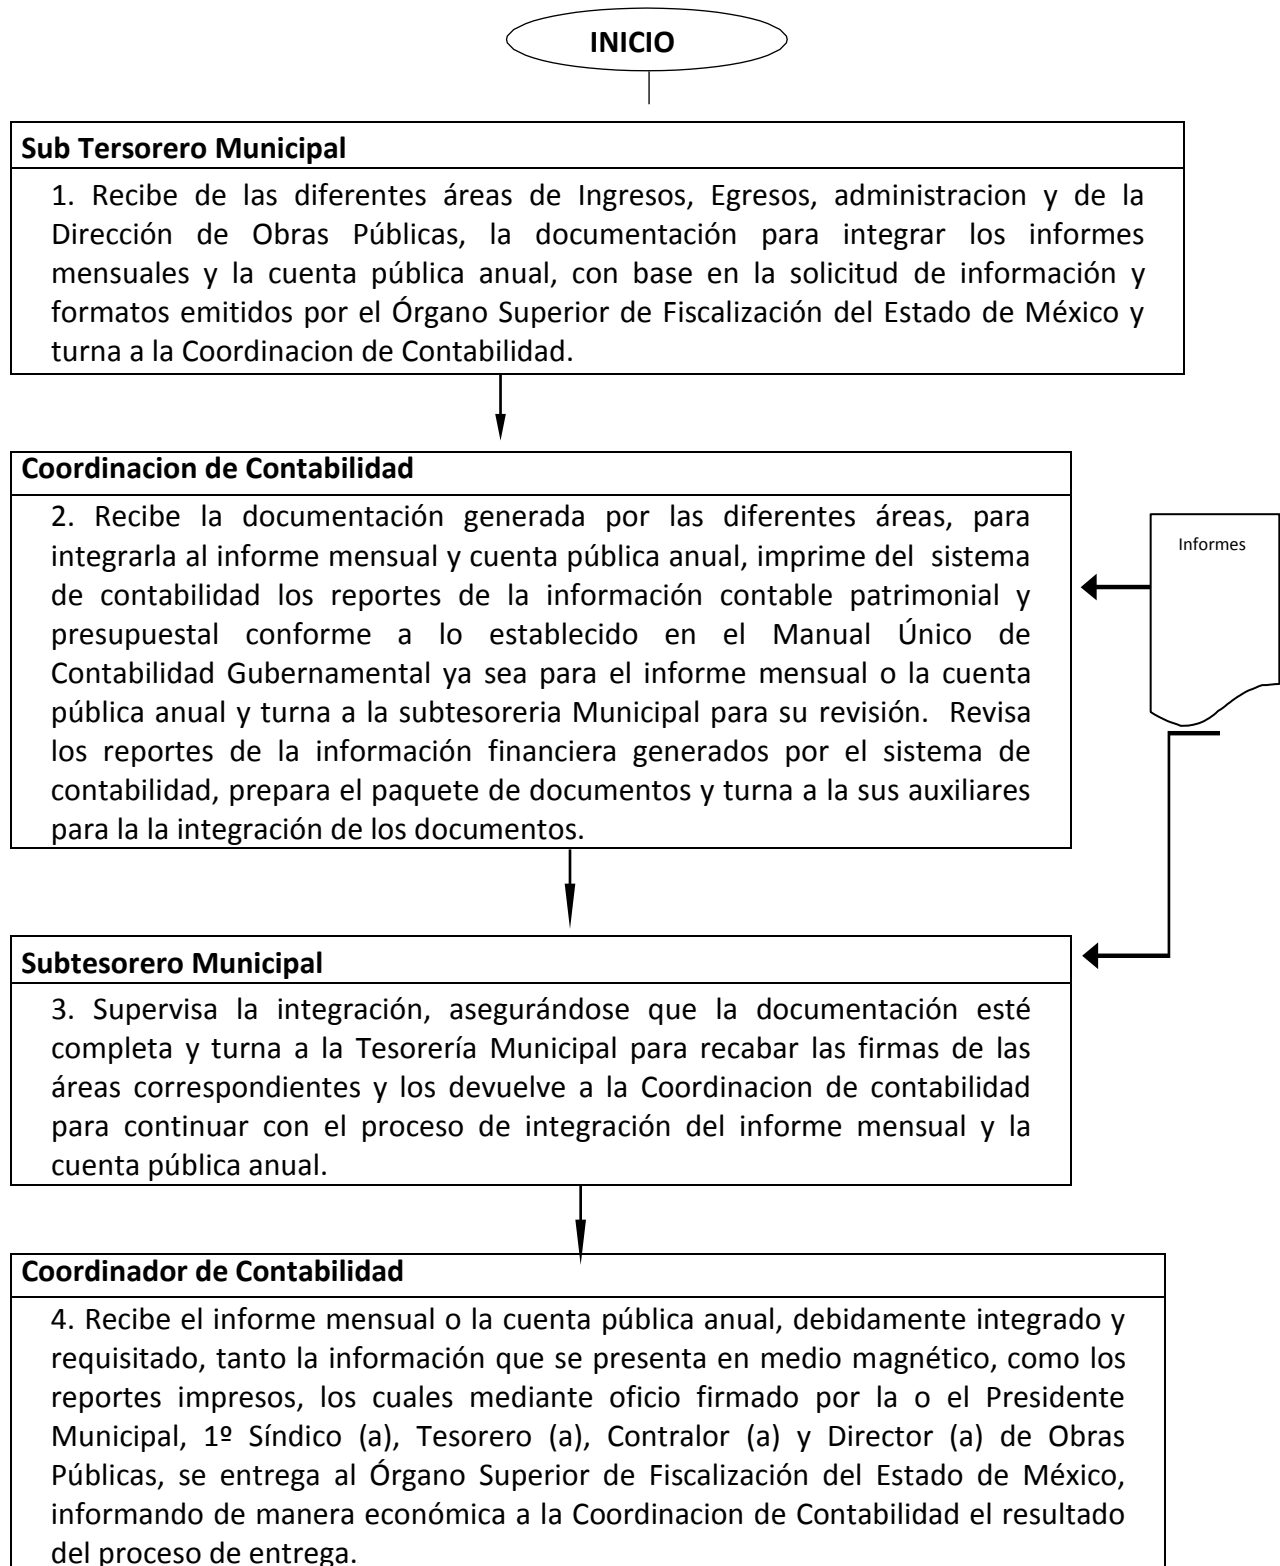 INICIO
Sub Tersorero Municipal
1. Recibe de las diferentes áreas de Ingresos, Egresos, administracion y de la
Dirección de Obras Públicas, la documentación para integrar los informes
mensuales y la cuenta pública anual, con base en la solicitud de información y
formatos emitidos por el Órgano Superior de Fiscalización del Estado de México y
turna a la Coordinacion de Contabilidad.
Coordinacion de Contabilidad
2. Recibe la documentación generada por las diferentes áreas, para
integrarla al informe mensual y cuenta pública anual, imprime del sistema
de contabilidad los reportes de la información contable patrimonial y
presupuestal conforme a lo establecido en el Manual Único de
Contabilidad Gubernamental ya sea para el informe mensual o la cuenta
pública anual y turna a la subtesoreria Municipal para su revisión. Revisa
los reportes de la información financiera generados por el sistema de
contabilidad, prepara el paquete de documentos y turna a la sus auxiliares
para la la integración de los documentos.
Informes
Subtesorero Municipal
3. Supervisa la integración, asegurándose que la documentación esté
completa y turna a la Tesorería Municipal para recabar las firmas de las
áreas correspondientes y los devuelve a la Coordinacion de contabilidad
para continuar con el proceso de integración del informe mensual y la
cuenta pública anual.
Coordinador de Contabilidad
4. Recibe el informe mensual o la cuenta pública anual, debidamente integrado y
requisitado, tanto la información que se presenta en medio magnético, como los
reportes impresos, los cuales mediante oficio firmado por la o el Presidente
Municipal, 1º Síndico (a), Tesorero (a), Contralor (a) y Director (a) de Obras
Públicas, se entrega al Órgano Superior de Fiscalización del Estado de México,
informando de manera económica a la Coordinacion de Contabilidad el resultado
del proceso de entrega.